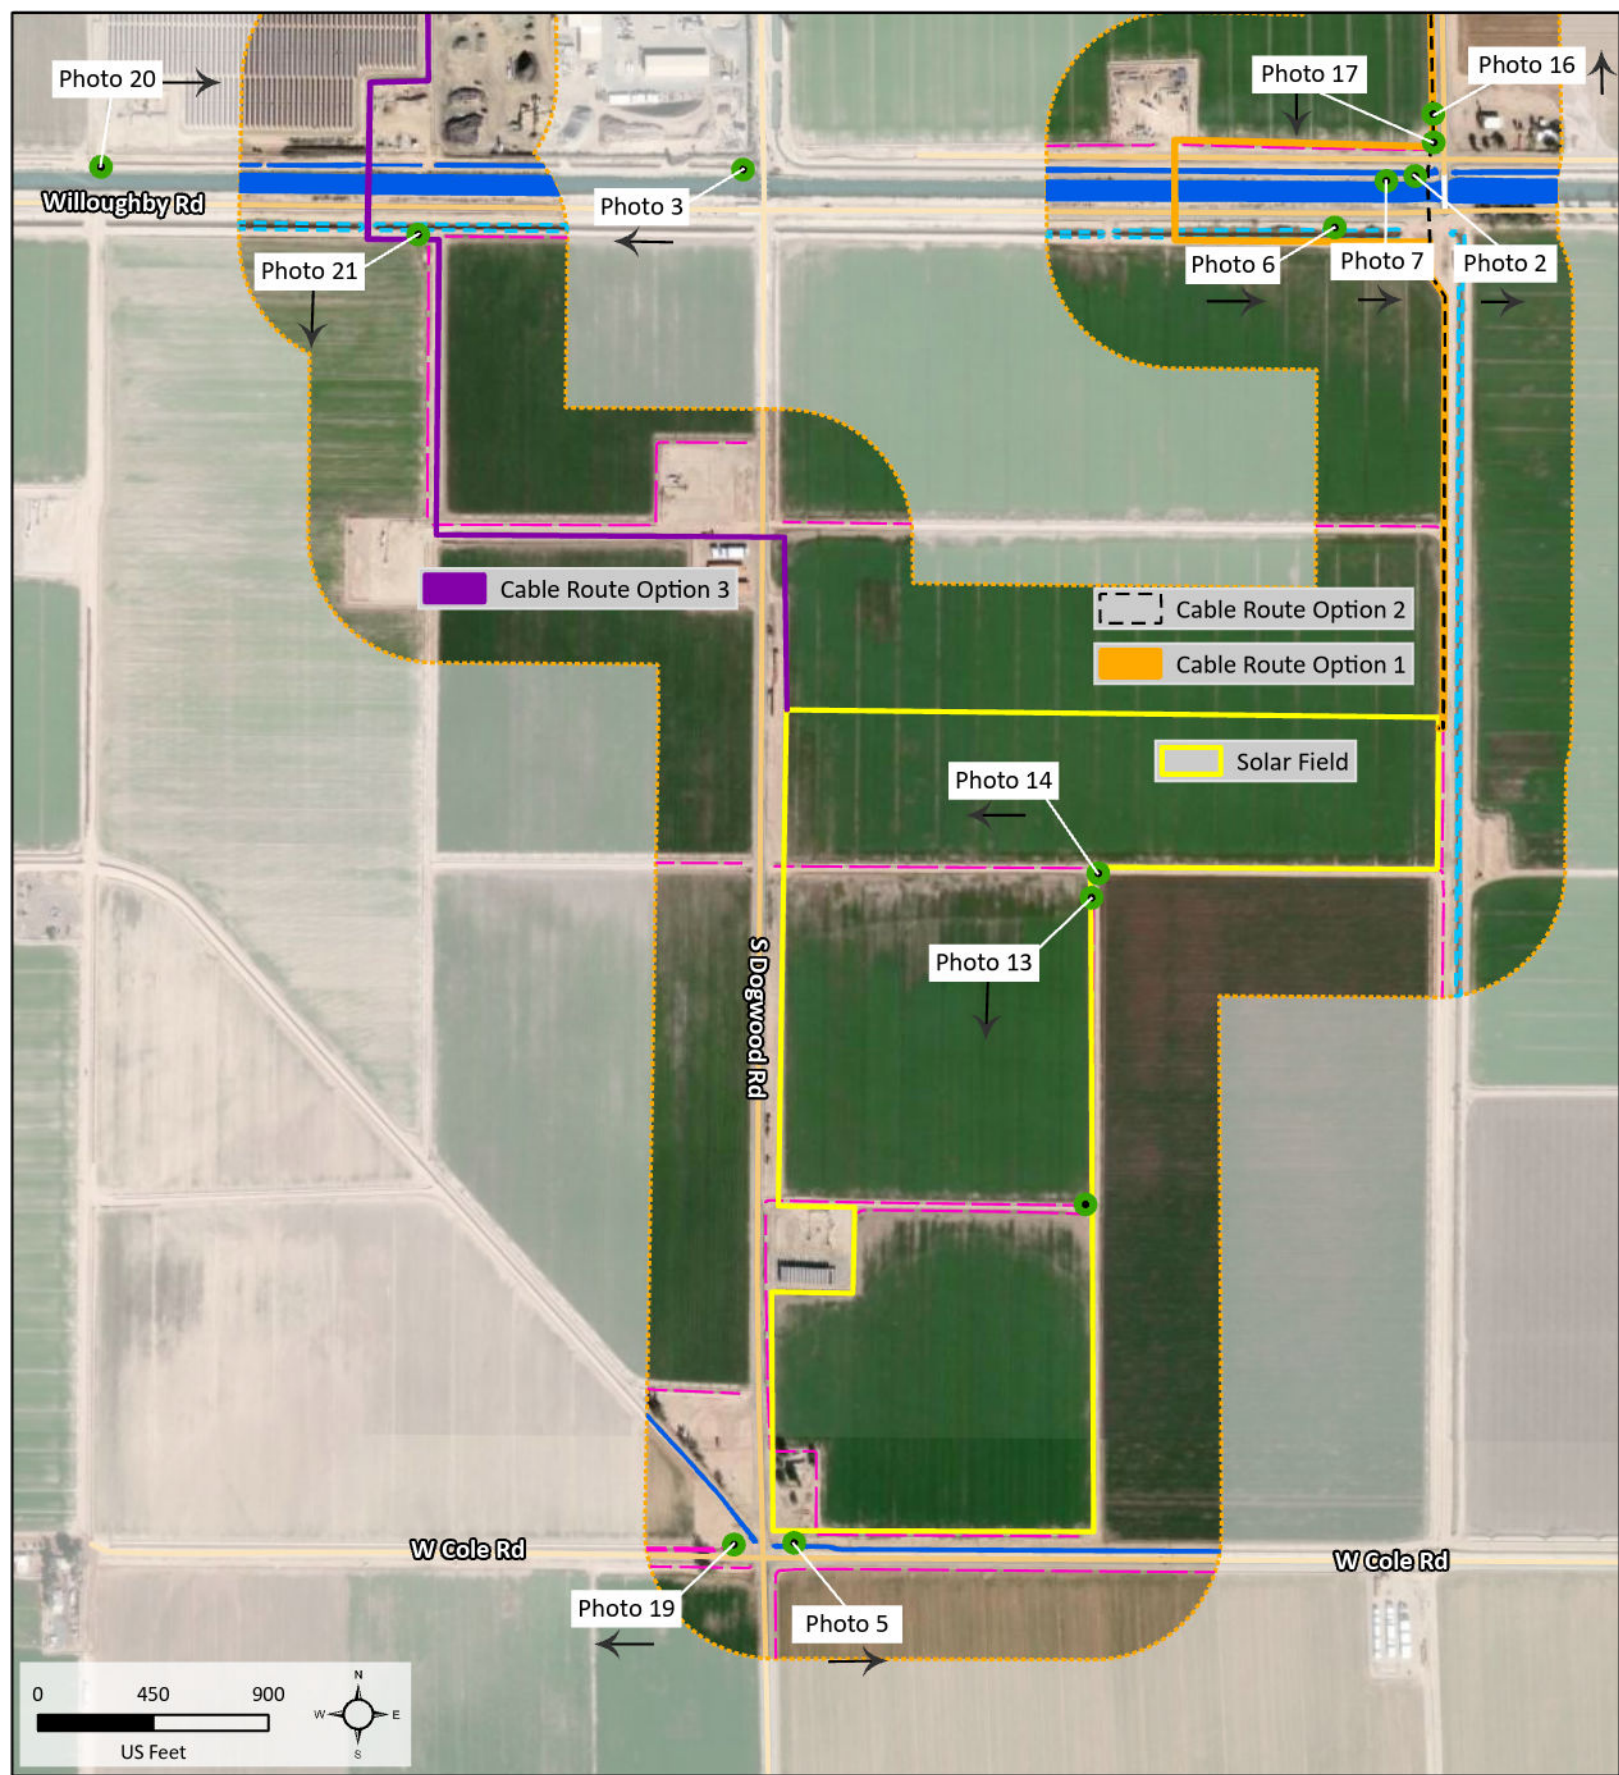 Photo 20
Photo 17
Photo 16
Willoughby Rd
Photo 3
Photo 21
Photo 6
Photo 7
Photo 2
Cable Route Option 3
Cable Route Option 2
Cable Route Option 1
Solar Field
Photo 14
Photo 13
S Dogwood Rd
W Cole Rd
W Cole Rd
Photo 19
Photo 5
0 450 900
US Feet
N
W E
S